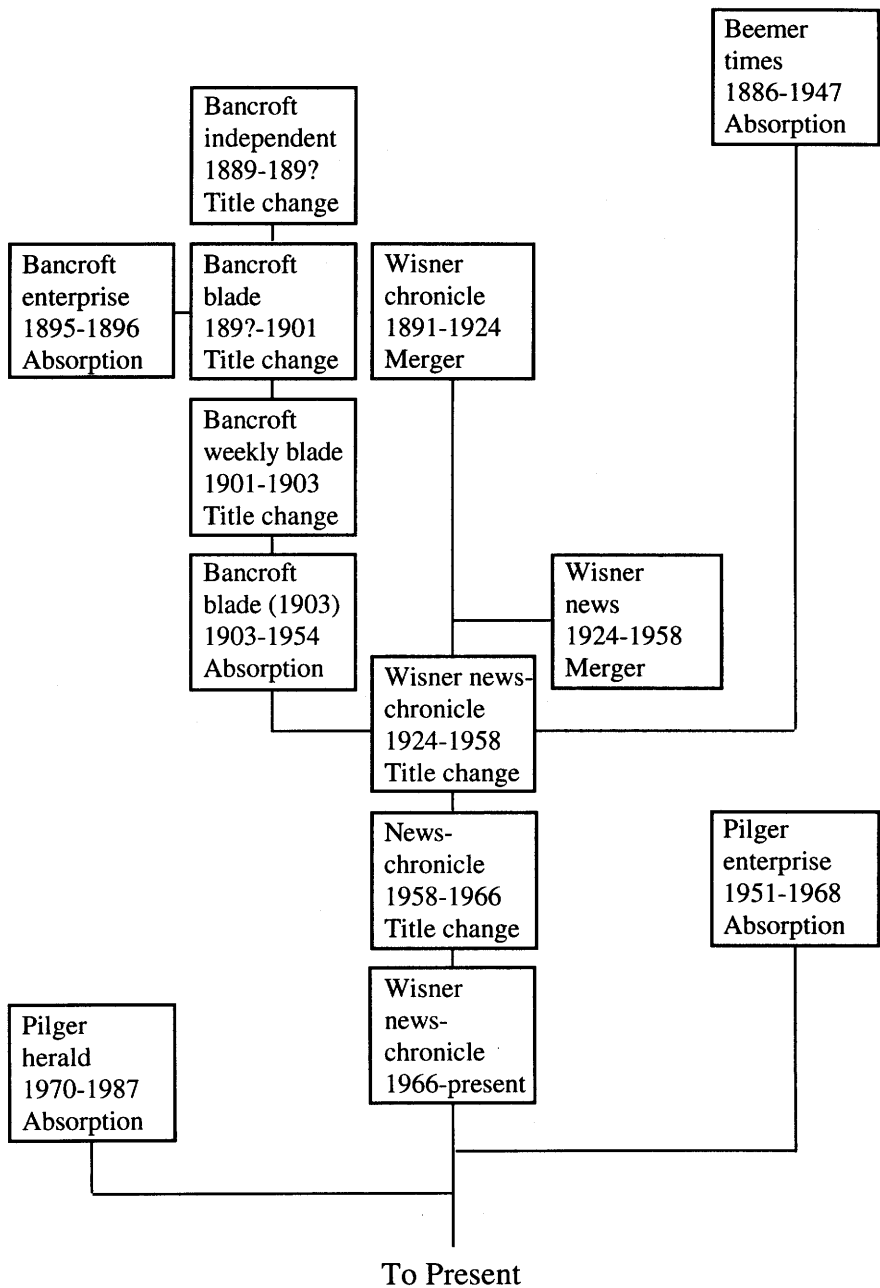 Beemer
times
1886-1947
Absorption
Bancroft
independent
1889-189?
Title change
Bancroft
enterprise
1895-1896
Absorption
Bancroft
blade
189?-1901
Title change
Wisner
chronicle
1891-1924
Merger
Bancroft
weekly blade
1901-1903
Title change
Bancroft
blade (1903)
1903-1954
Absorption
Wisner
news
1924-1958
Merger
Wisner news-
chronicle
1924-1958
Title change
News-
chronicle
1958-1966
Title change
Pilger
enterprise
1951-1968
Absorption
Wisner
news-
chronicle
1966-present
Pilger
herald
1970-1987
Absorption
To Present